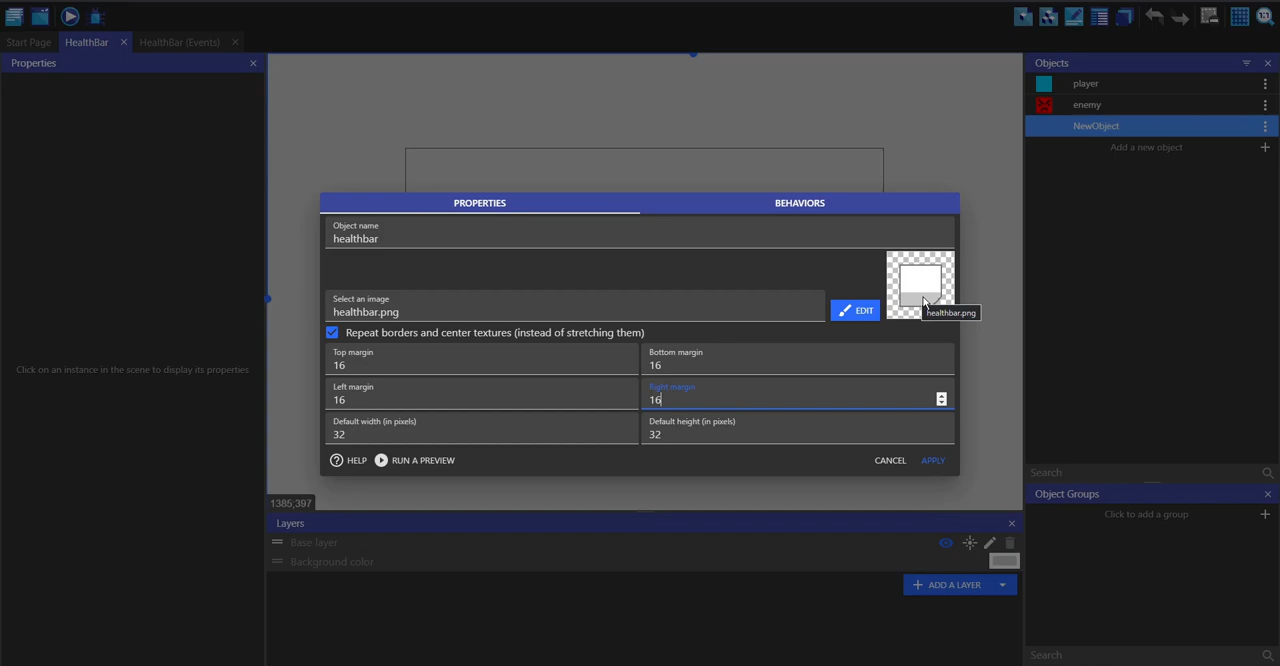 Start Page
HealthBar
HealthBar (Events)
Properties
Click on an instance in the scene to display its properties
PROPERTIES
BEHAVIORS
Object name
healthbar
Select an image
healthbar.png
EDIT
healthbar.png
Repeat borders and center textures (instead of stretching them)
Top margin
16
Bottom margin
16
Left margin
16
Right margin
16
Default width (in pixels)
32
Default height (in pixels)
32
HELP
RUN A PREVIEW
CANCEL
APPLY
1385;397
Layers
Base layer
Background color
ADD A LAYER
Objects
player
enemy
NewObject
Add a new object
Search
Object Groups
Click to add a group
Search